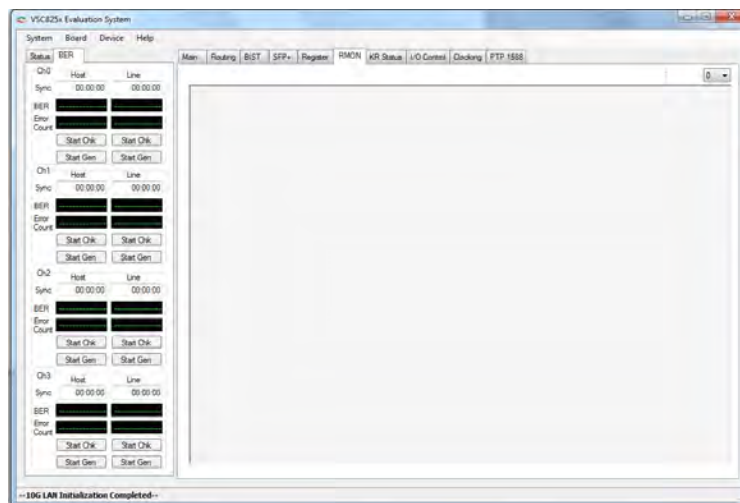 VSC825x Evaluation System
System Board Device Help
Status BER
Main Routing BIST SFP+ Register RMON KR Status I/O Control Clocking PTP 1588
0
Ch0 Host Line
Sync 00:00:00 00:00:00
BER
Error Count
Start Chk Start Chk
Start Gen Start Gen
Ch1 Host Line
Sync 00:00:00 00:00:00
BER
Error Count
Start Chk Start Chk
Start Gen Start Gen
Ch2 Host Line
Sync 00:00:00 00:00:00
BER
Error Count
Start Chk Start Chk
Start Gen Start Gen
Ch3 Host Line
Sync 00:00:00 00:00:00
BER
Error Count
Start Chk Start Chk
Start Gen Start Gen
--10G LAN Initialization Completed--